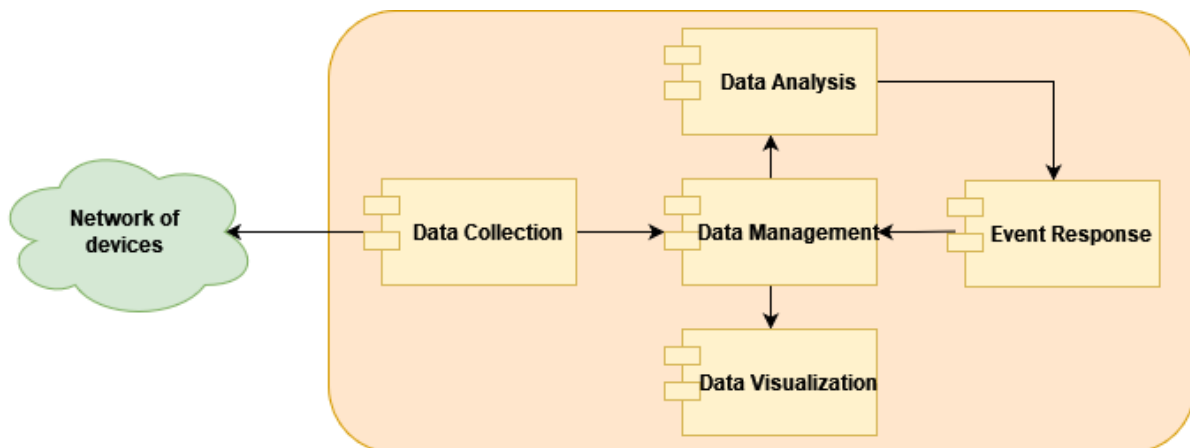 Data Analysis
Network of
devices
Data Collection
Data Management
Event Response
Data Visualization